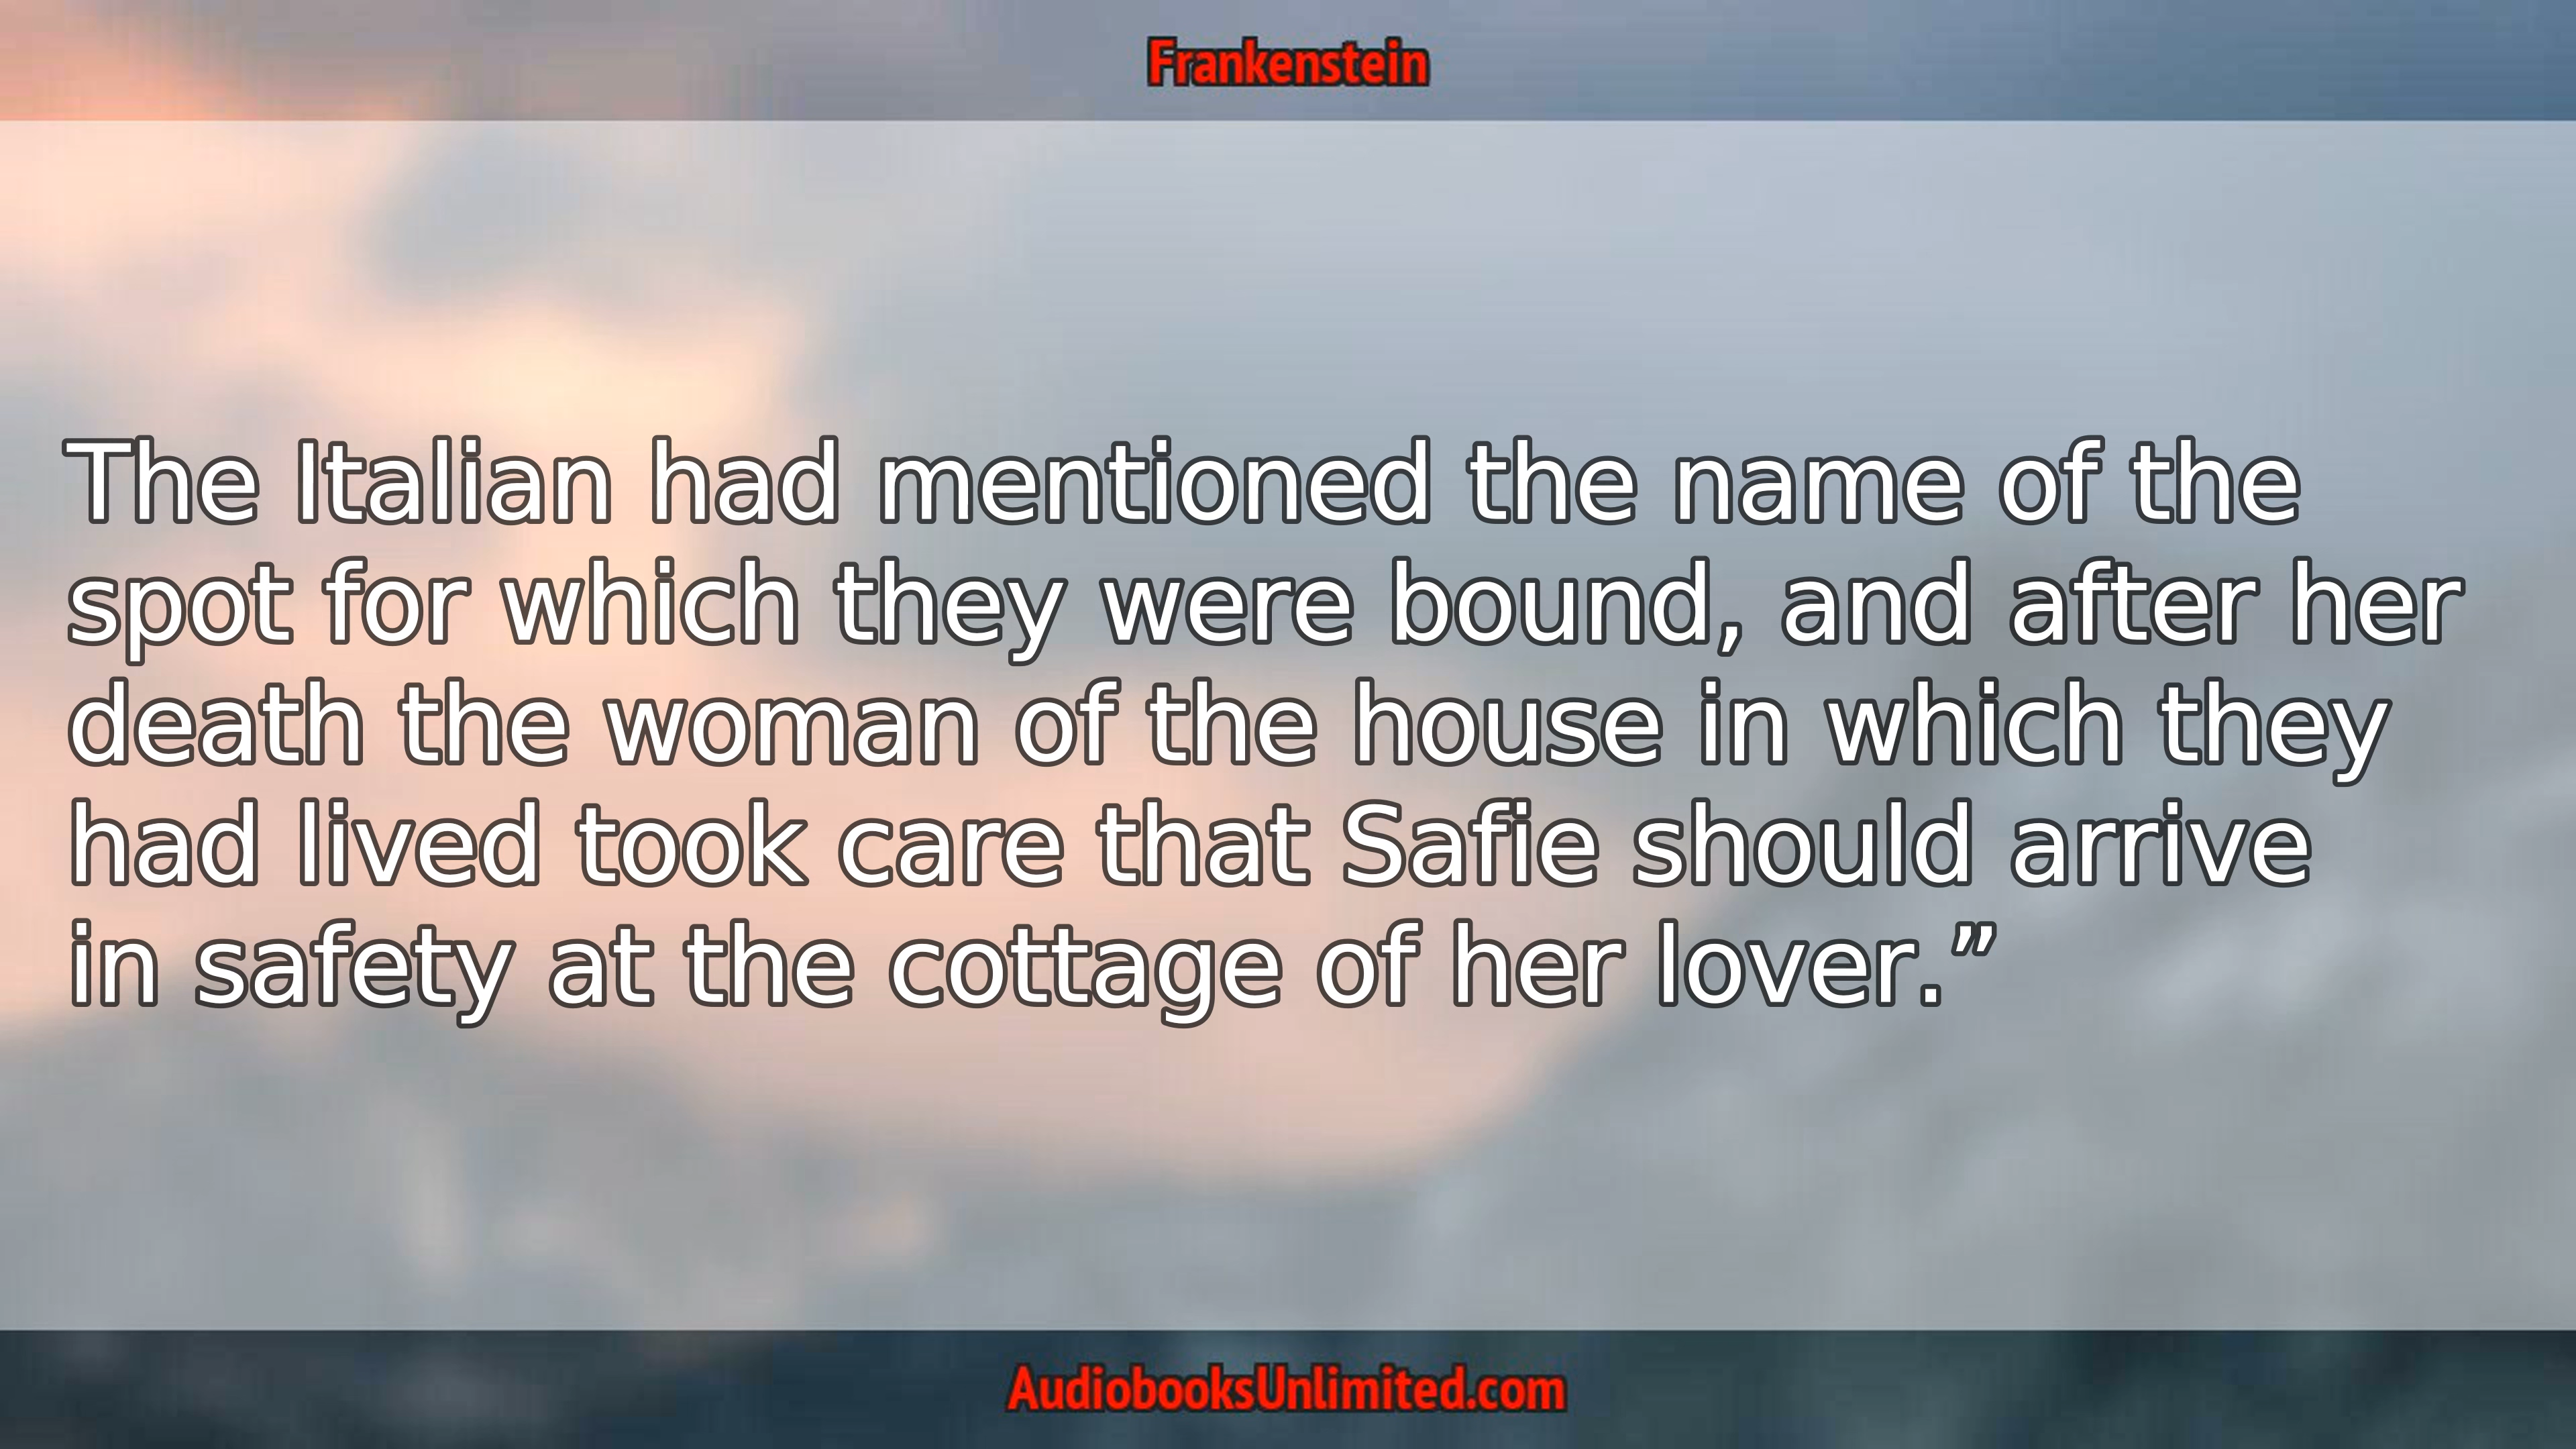 Frankenstein
The Italian had mentioned the name of the
spot for which they were bound, and after her
death the woman of the house in which they
had lived took care that Safie should arrive
in safety at the cottage of her lover.”
AudiobooksUnlimited.com